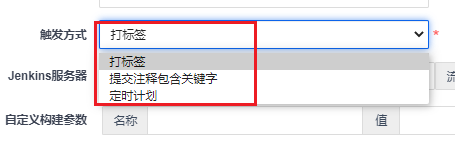 触发方式 打标签 *
打标签
Jenkins服务器 提交注释包含关键字
定时计划
自定义构建参数 名称 值